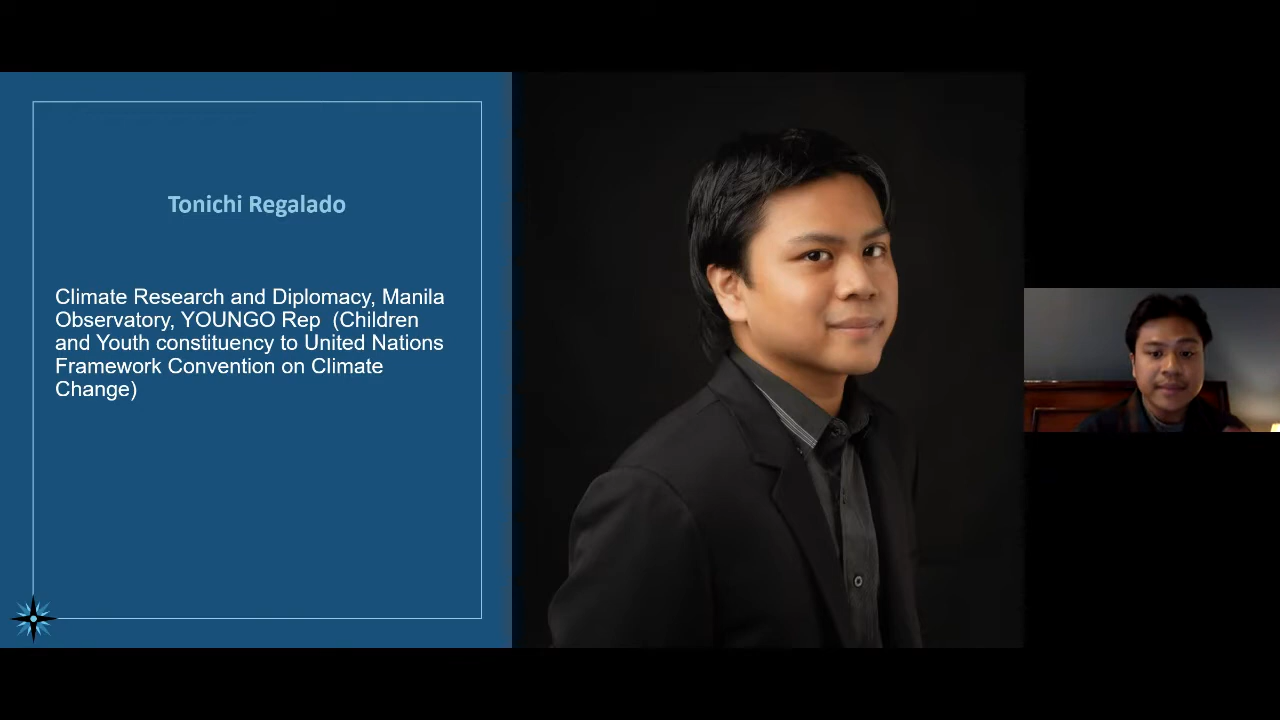 Tonichi Regalado
Climate Research and Diplomacy, Manila
Observatory, YOUNGO Rep  (Children
and Youth constituency to United Nations
Framework Convention on Climate
Change)